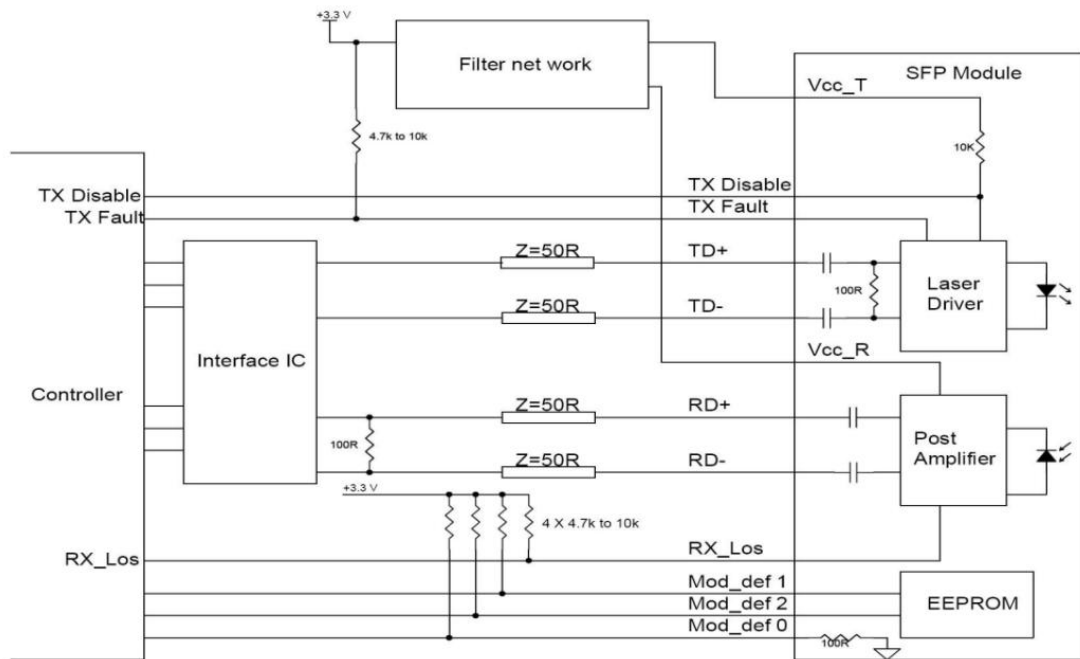 +3.3 V
Filter net work
SFP Module
Vcc_T
4.7k to 10k
10K
TX Disable
TX Disable
TX Fault
TX Fault
Z=50R
TD+
100R
Laser
Driver
Z=50R
TD-
Interface IC
Vcc_R
Controller
Z=50R
RD+
100R
Post
Amplifier
Z=50R
RD-
+3.3 V
4 X 4.7k to 10k
RX_Los
RX_Los
Mod_def 1
EEPROM
Mod_def 2
Mod_def 0
100R